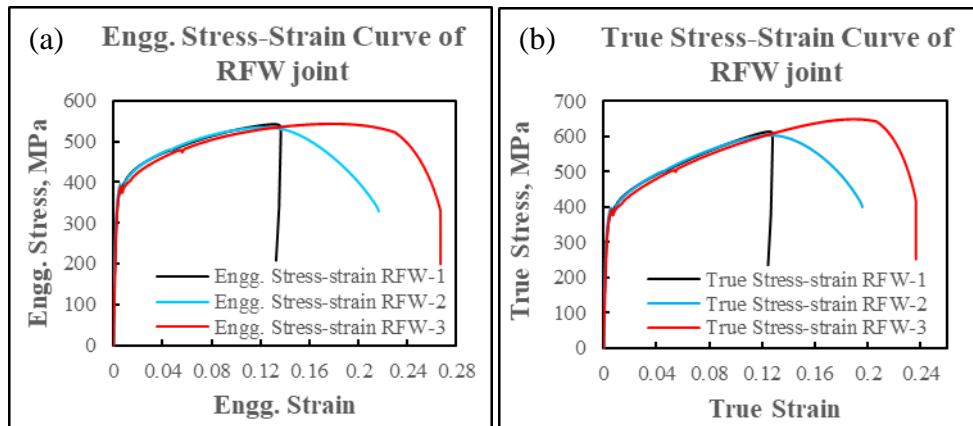 (a)
Engg. Stress-Strain Curve of
RFW joint
Engg. Stress, MPa
600
500
400
300
200
100
0
Engg. Stress-strain RFW-1
Engg. Stress-strain RFW-2
Engg. Stress-strain RFW-3
0 0.04 0.08 0.12 0.16 0.2 0.24 0.28
Engg. Strain
(b)
True Stress-Strain Curve of
RFW joint
True Stress, MPa
700
600
500
400
300
200
100
0
True Stress-strain RFW-1
True Stress-strain RFW-2
True Stress-strain RFW-3
0 0.04 0.08 0.12 0.16 0.2 0.24
True Strain